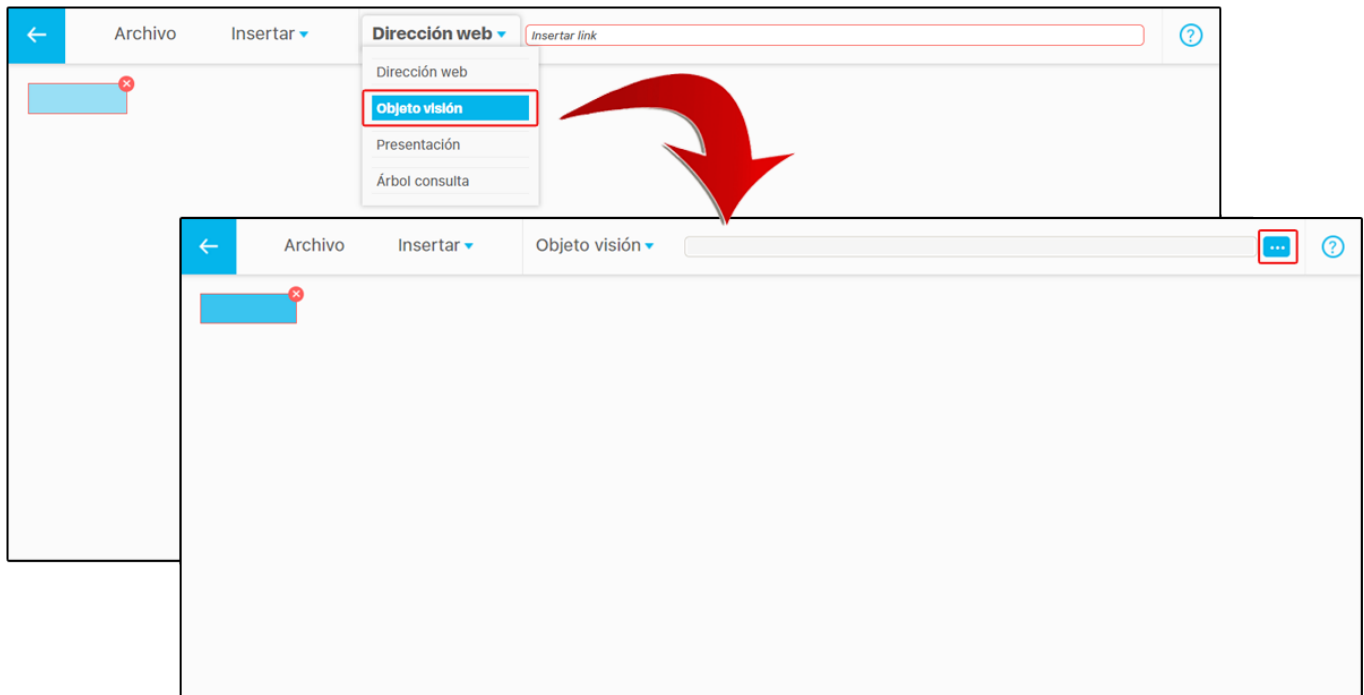 Archivo Insertar Dirección web Insertar link ?
Dirección web
Objeto visión
Presentación
Árbol consulta
Archivo Insertar Objeto visión ... ?